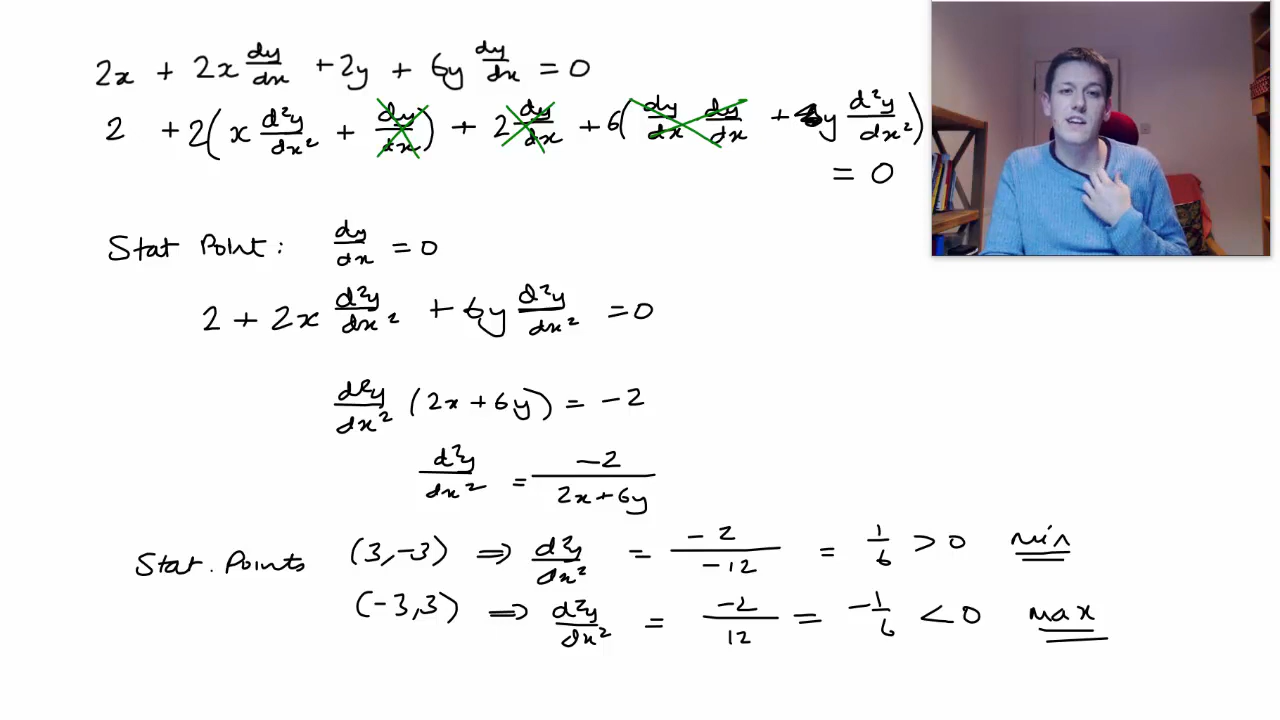 2x + 2x dy/dx + 2y + 6y dy/dx = 0
2 + 2(x d²y/dx² + dy/dx) + 2 dy/dx + 6(dy/dx dy/dx + y d²y/dx²)
= 0
Stat Point: dy/dx = 0
2 + 2x d²y/dx² + 6y d²y/dx² = 0
d²y/dx² (2x + 6y) = -2
d²y/dx² = -2/(2x+6y)
Stat. Points (3,-3) ⇒ d²y/dx² = -2/-12 = 1/6 > 0 min
(-3,3) ⇒ d²y/dx² = -2/12 = -1/6 < 0 max